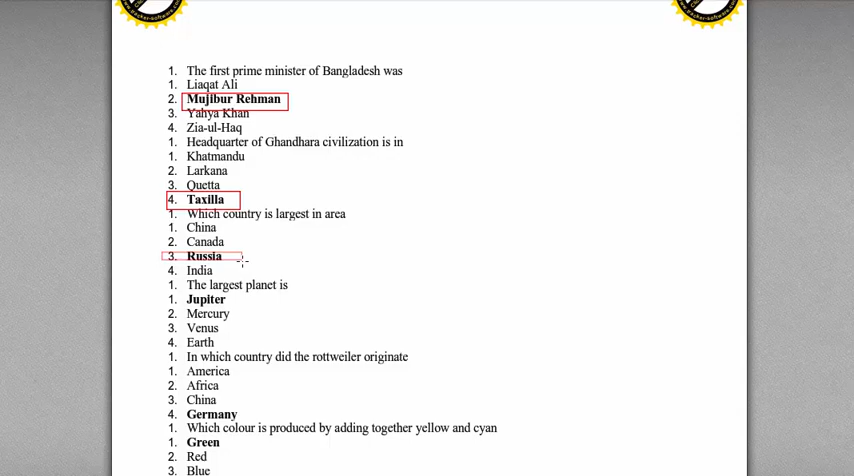 1. The first prime minister of Bangladesh was
1. Liaqat Ali
2. Mujibur Rehman
3. Yahya Khan
4. Zia-ul-Haq
1. Headquarter of Ghandhara civilization is in
1. Khatmandu
2. Larkana
3. Quetta
4. Taxilla
1. Which country is largest in area
1. China
2. Canada
3. Russia
4. India
1. The largest planet is
1. Jupiter
2. Mercury
3. Venus
4. Earth
1. In which country did the rottweiler originate
1. America
2. Africa
3. China
4. Germany
1. Which colour is produced by adding together yellow and cyan
1. Green
2. Red
3. Blue